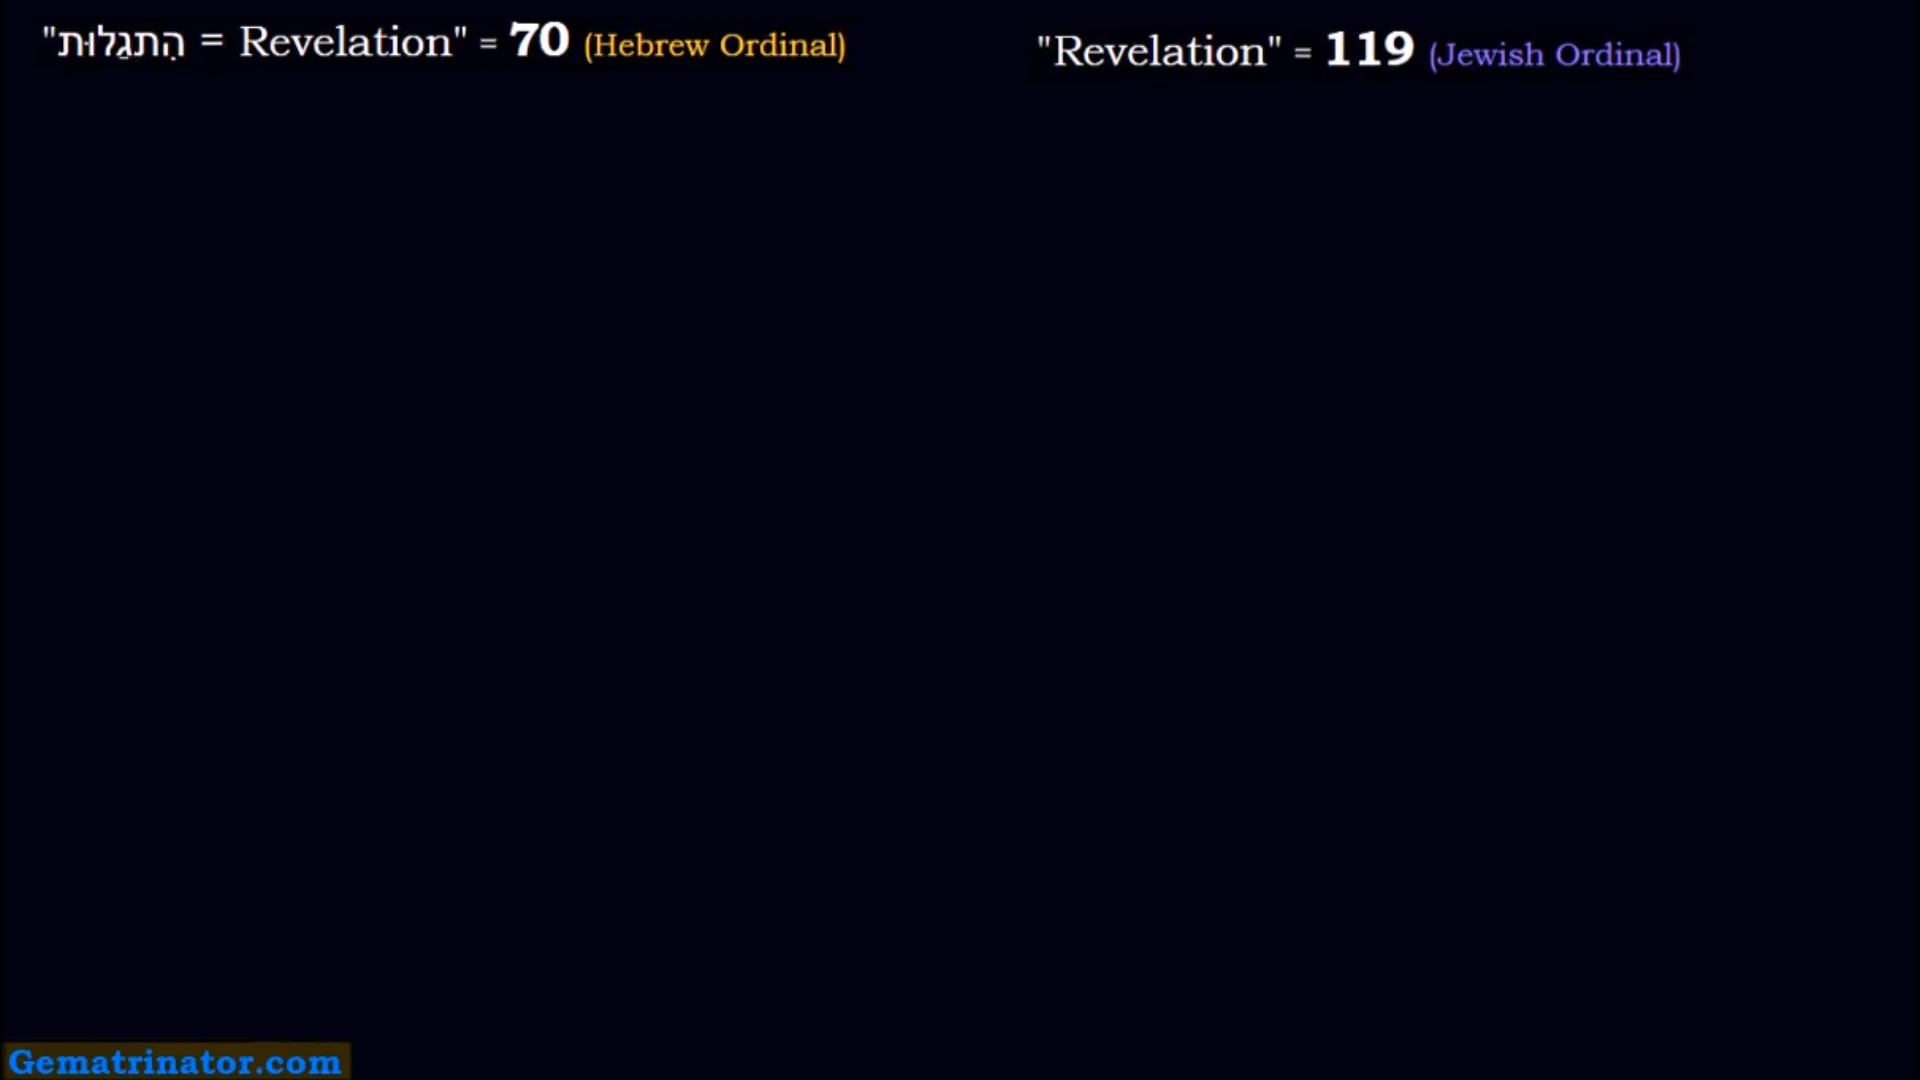 "הִתגַלוּת = Revelation" = 70 (Hebrew Ordinal)
"Revelation" = 119 (Jewish Ordinal)
Gematrinator.com